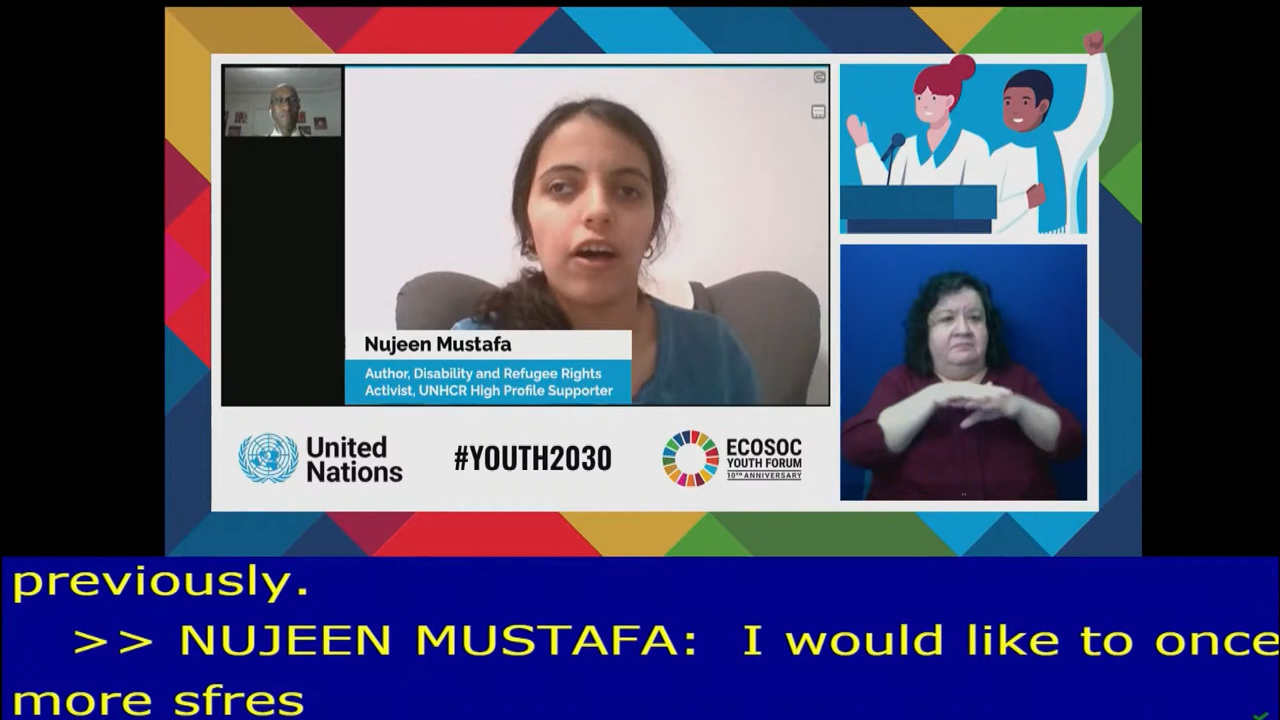 Nujeen Mustafa
Author, Disability and Refugee Rights
Activist, UNHCR High Profile Supporter
United
Nations
#YOUTH2030
ECOSOC
YOUTH FORUM
10TH ANNIVERSARY
previously.
>> NUJEEN MUSTAFA: I would like to once
more sfres